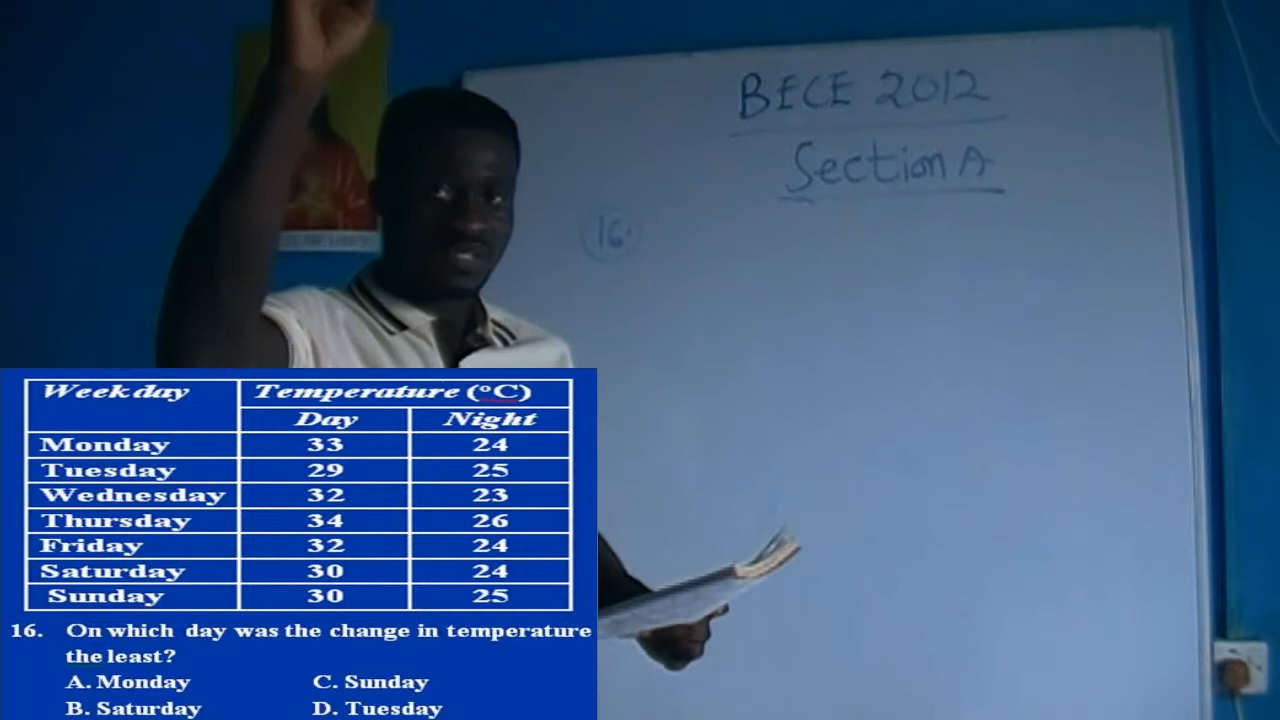 BECE 2012
Section A
16.
Weekday Temperature (°C)
Day Night
Monday 33 24
Tuesday 29 25
Wednesday 32 23
Thursday 34 26
Friday 32 24
Saturday 30 24
Sunday 30 25
16. On which day was the change in temperature
the least?
A. Monday C. Sunday
B. Saturday D. Tuesday